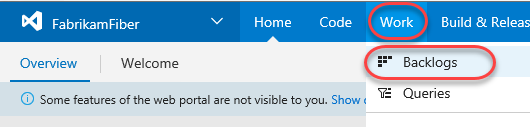 FabrikamFiber Home Code Work Build & Releas
Backlogs
Overview Welcome
Queries
Some features of the web portal are not visible to you. Show